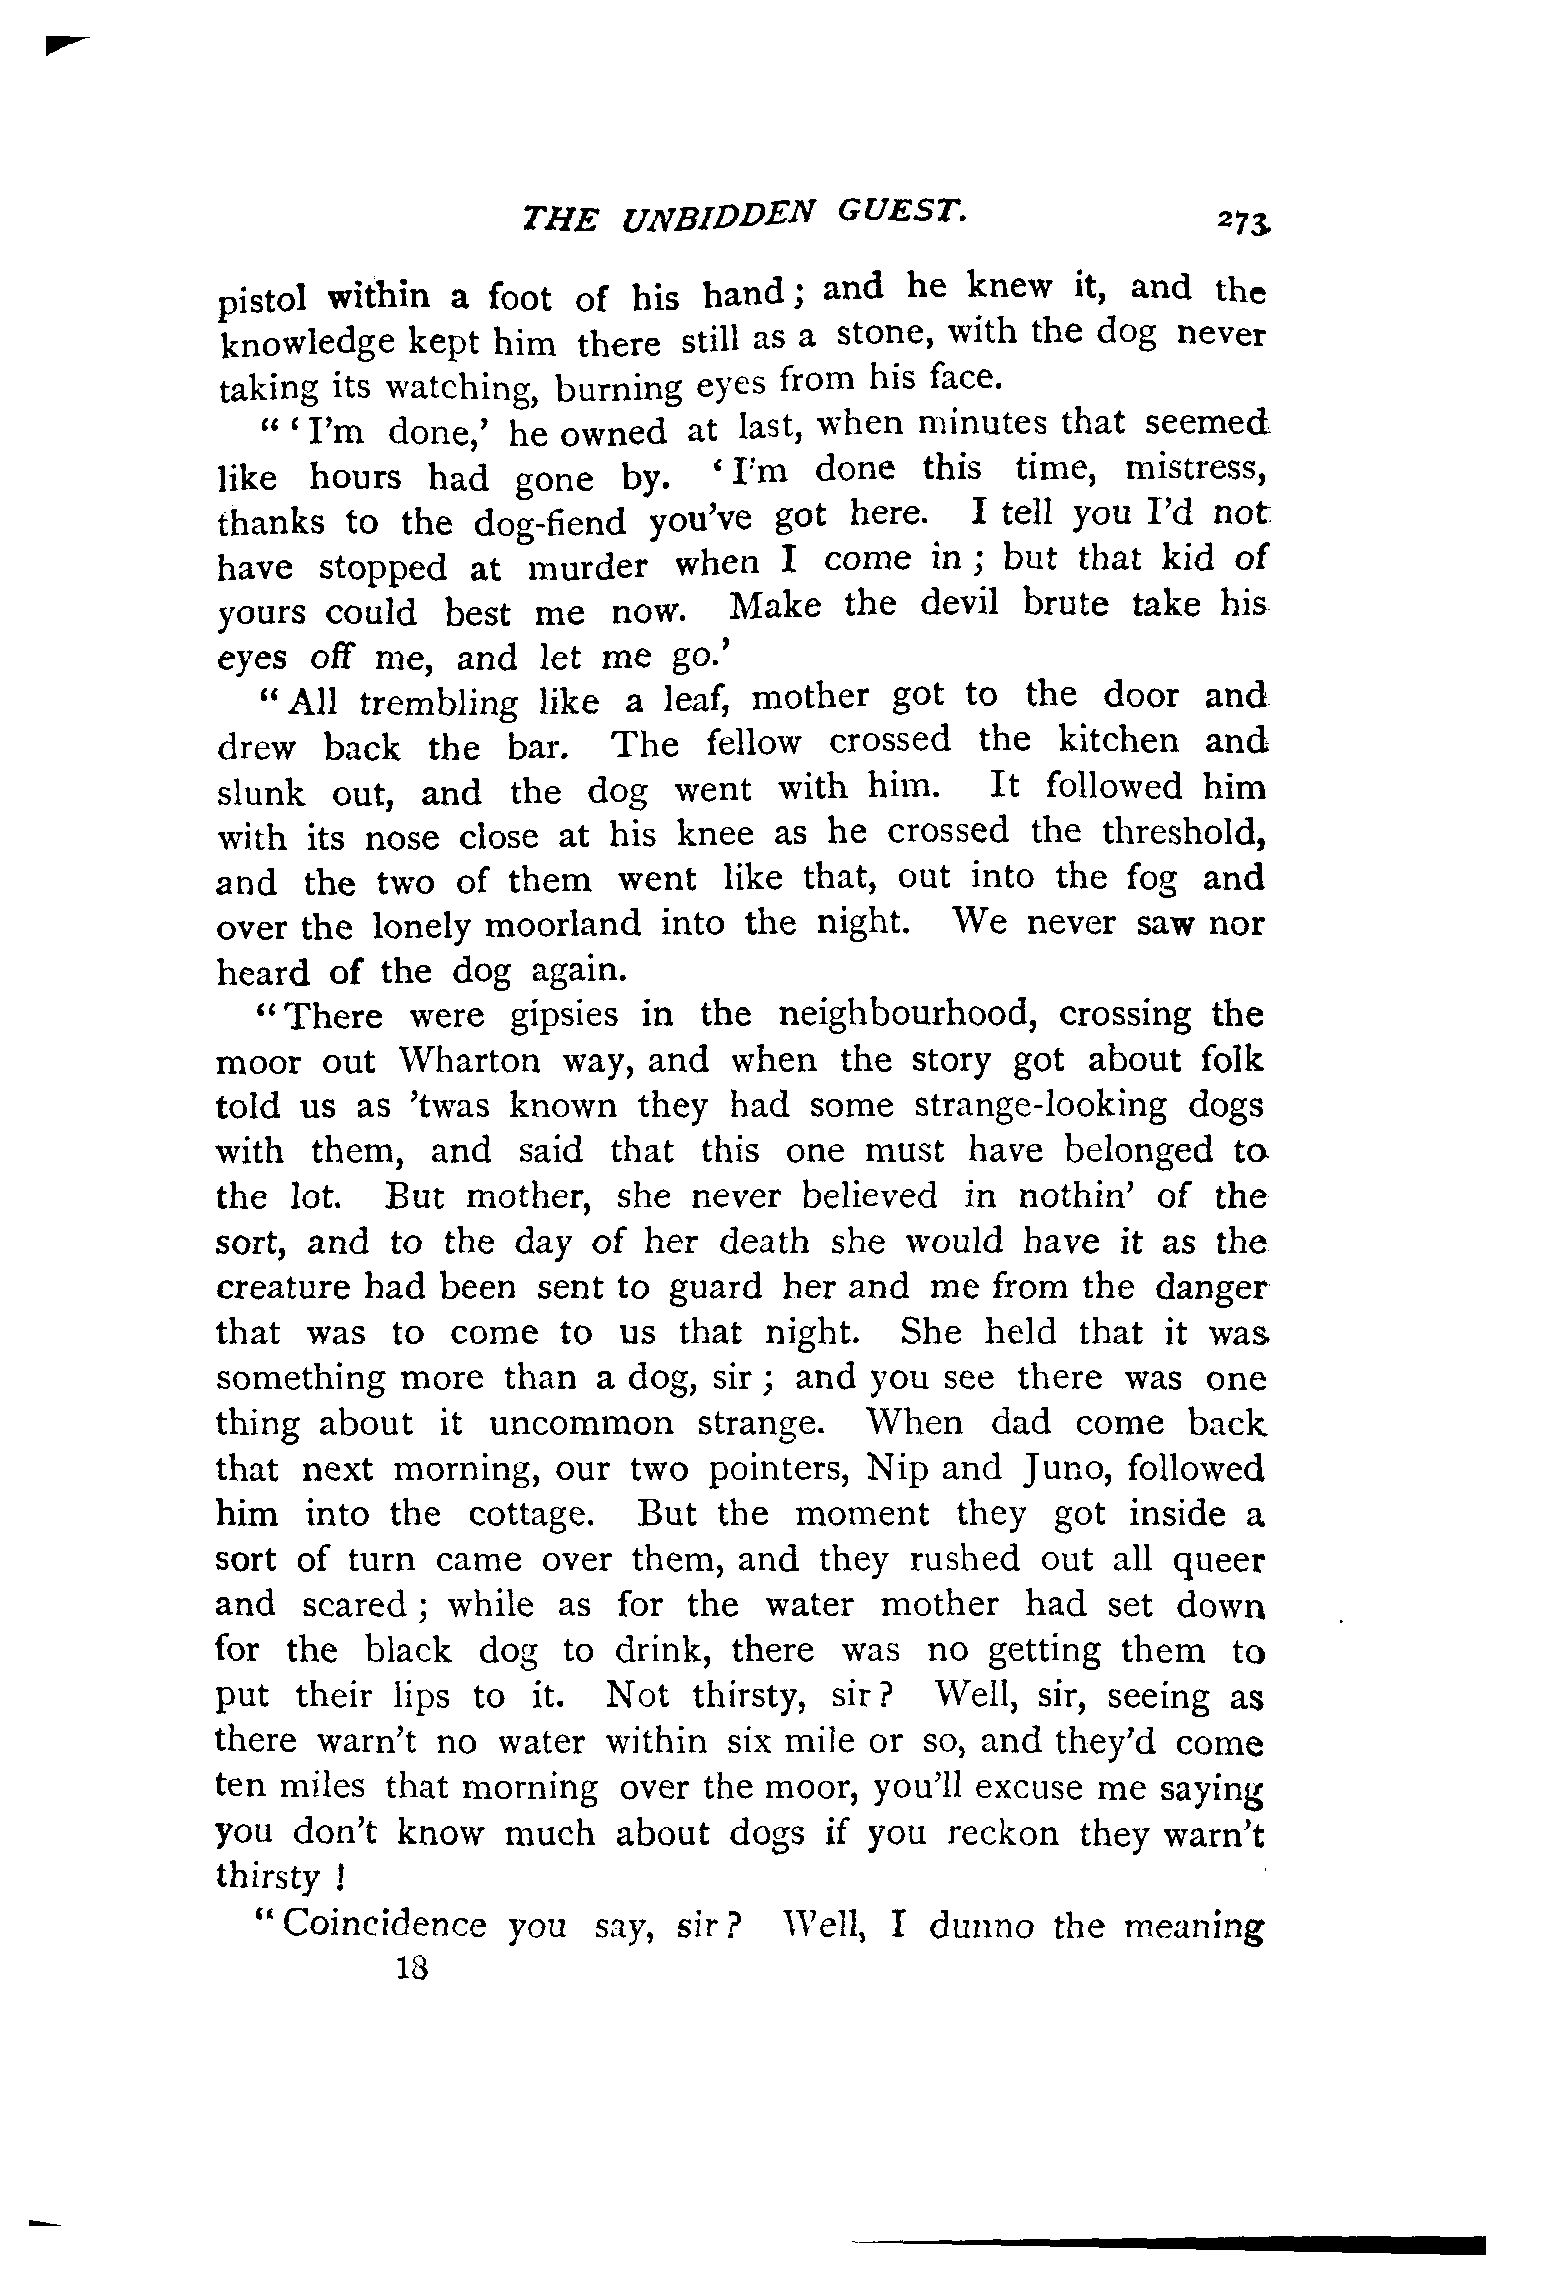 THE UNBIDDEN GUEST. 273
pistol within a foot of his hand; and he knew it, and the
knowledge kept him there still as a stone, with the dog never
taking its watching, burning eyes from his face.
"'I'm done,' he owned at last, when minutes that seemed
like hours had gone by. 'I'm done this time, mistress,
thanks to the dog-fiend you've got here. I tell you I'd not
have stopped at murder when I come in; but that kid of
yours could best me now. Make the devil brute take his
eyes off me, and let me go.'
"All trembling like a leaf, mother got to the door and
drew back the bar. The fellow crossed the kitchen and
slunk out, and the dog went with him. It followed him
with its nose close at his knee as he crossed the threshold,
and the two of them went like that, out into the fog and
over the lonely moorland into the night. We never saw nor
heard of the dog again.
"There were gipsies in the neighbourhood, crossing the
moor out Wharton way, and when the story got about folk
told us as 'twas known they had some strange-looking dogs
with them, and said that this one must have belonged to
the lot. But mother, she never believed in nothin' of the
sort, and to the day of her death she would have it as the
creature had been sent to guard her and me from the danger
that was to come to us that night. She held that it was
something more than a dog, sir; and you see there was one
thing about it uncommon strange. When dad come back
that next morning, our two pointers, Nip and Juno, followed
him into the cottage. But the moment they got inside a
sort of turn came over them, and they rushed out all queer
and scared; while as for the water mother had set down
for the black dog to drink, there was no getting them to
put their lips to it. Not thirsty, sir? Well, sir, seeing as
there warn't no water within six mile or so, and they'd come
ten miles that morning over the moor, you'll excuse me saying
you don't know much about dogs if you reckon they warn't
thirsty!
"Coincidence you say, sir? Well, I dunno the meaning
18